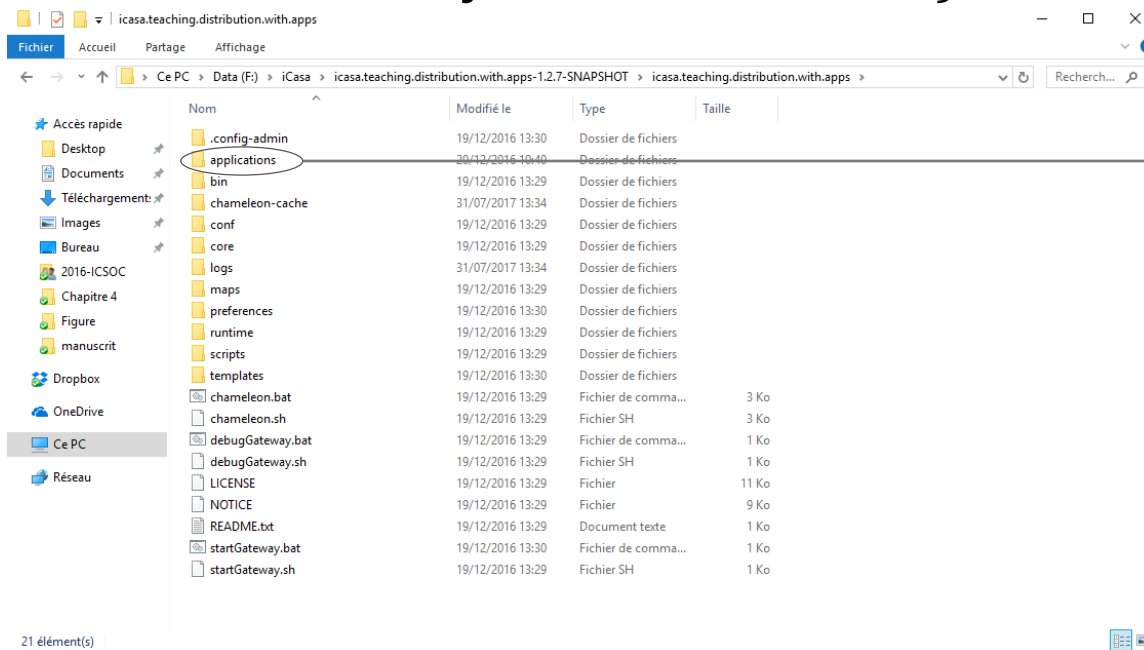 icasa.teaching.distribution.with.apps
Fichier Accueil Partage Affichage
Ce PC > Data (F:) > iCasa > icasa.teaching.distribution.with.apps-1.2.7-SNAPSHOT > icasa.teaching.distribution.with.apps >
Recherch...
Nom Modifié le Type Taille
Accès rapide
Desktop
Documents
Téléchargement:
Images
Bureau
2016-ICSOC
Chapitre 4
Figure
manuscrit
Dropbox
OneDrive
Ce PC
Réseau
.config-admin 19/12/2016 13:30 Dossier de fichiers
applications 20/12/2016 10:40 Dossier de fichiers
bin 19/12/2016 13:29 Dossier de fichiers
chameleon-cache 31/07/2017 13:34 Dossier de fichiers
conf 19/12/2016 13:29 Dossier de fichiers
core 19/12/2016 13:29 Dossier de fichiers
logs 31/07/2017 13:34 Dossier de fichiers
maps 19/12/2016 13:29 Dossier de fichiers
preferences 19/12/2016 13:30 Dossier de fichiers
runtime 19/12/2016 13:29 Dossier de fichiers
scripts 19/12/2016 13:29 Dossier de fichiers
templates 19/12/2016 13:30 Dossier de fichiers
chameleon.bat 19/12/2016 13:29 Fichier de comma... 3 Ko
chameleon.sh 19/12/2016 13:29 Fichier SH 3 Ko
debugGateway.bat 19/12/2016 13:29 Fichier de comma... 1 Ko
debugGateway.sh 19/12/2016 13:29 Fichier SH 1 Ko
LICENSE 19/12/2016 13:29 Fichier 11 Ko
NOTICE 19/12/2016 13:29 Fichier 9 Ko
README.txt 19/12/2016 13:29 Document texte 1 Ko
startGateway.bat 19/12/2016 13:30 Fichier de comma... 1 Ko
startGateway.sh 19/12/2016 13:29 Fichier SH 1 Ko
21 élément(s)